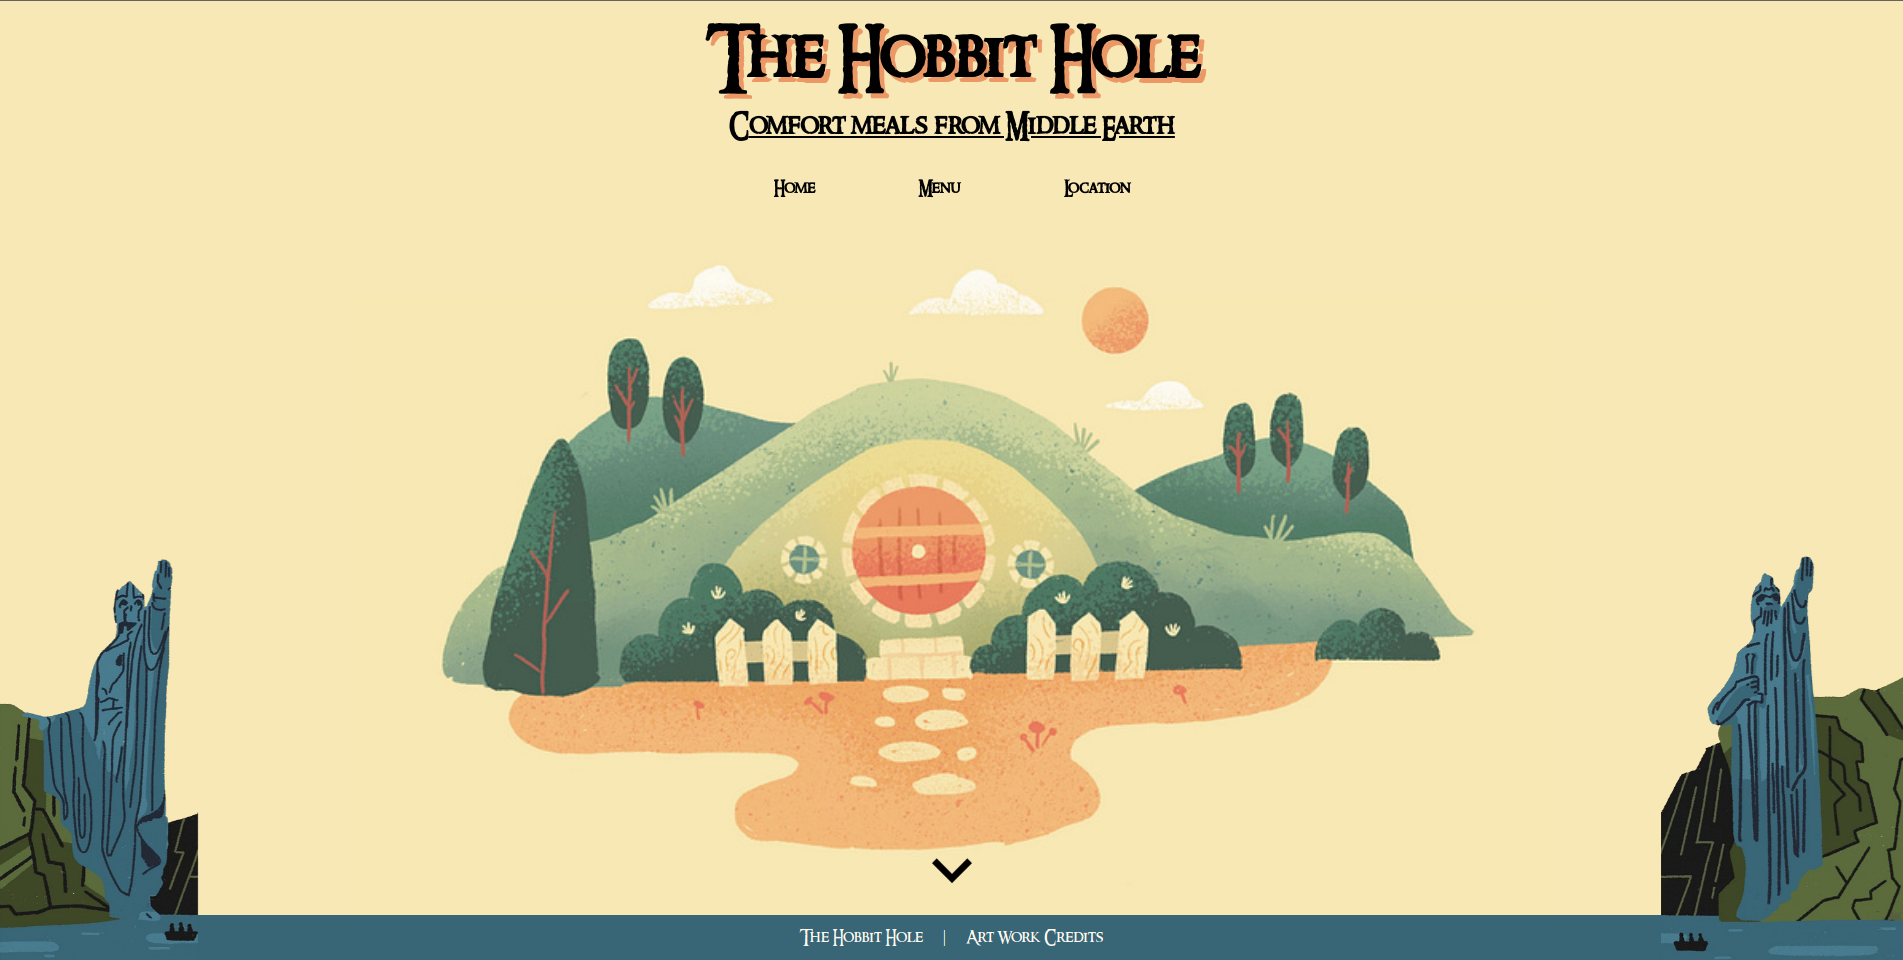 The Hobbit Hole
Comfort meals from Middle Earth
Home Menu Location
The Hobbit Hole | Art Work Credits